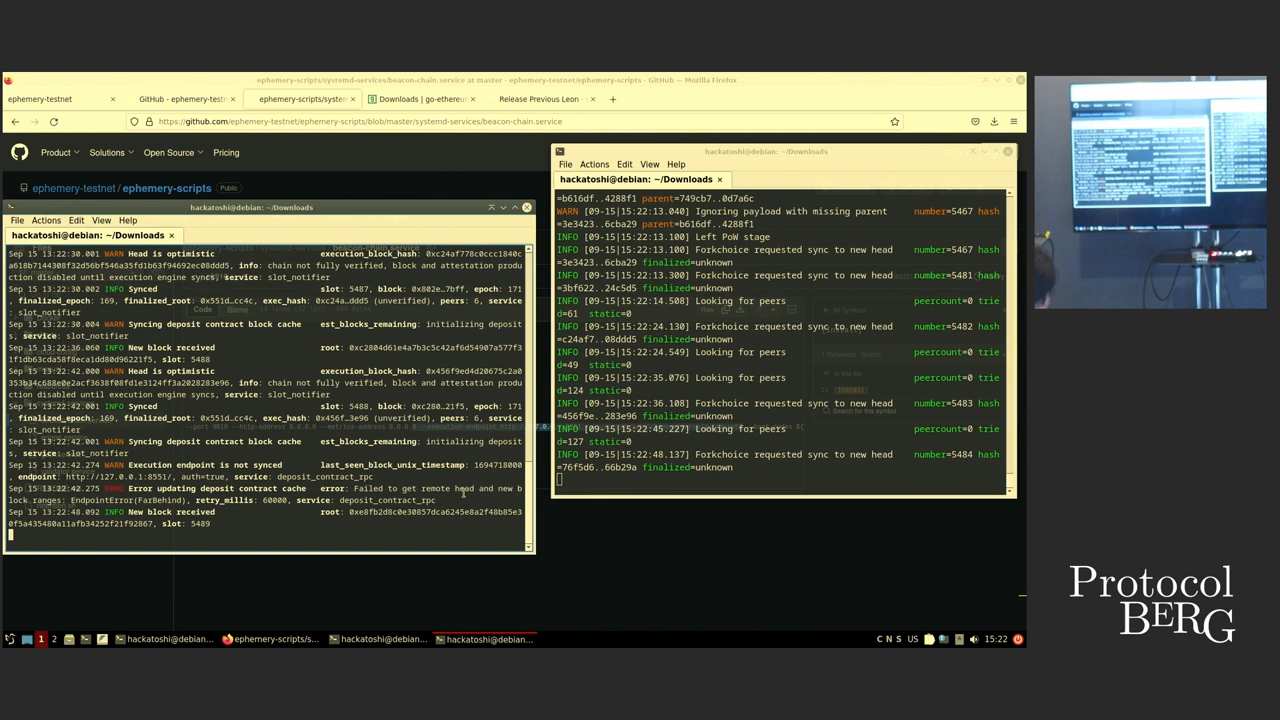 ephemery-scripts/systemd-services/beacon-chain.service at master · ephemery-testnet/ephemery-scripts · GitHub — Mozilla Firefox
ephemery-testnet
GitHub - ephemery-testn
ephemery-scripts/system
Downloads | go-ethereu
Release Previous Leon ·
https://github.com/ephemery-testnet/ephemery-scripts/blob/master/systemd-services/beacon-chain.service
Product
Solutions
Open Source
Pricing
ephemery-testnet / ephemery-scripts
Public
hackatoshi@debian: ~/Downloads
File Actions Edit View Help
hackatoshi@debian: ~/Downloads
Sep 15 13:22:30.001 WARN Head is optimistic execution_block_hash: 0xc24af778c0ccc1840c
a618b7144308f32d56bf546a35fd1b63f94692ec08ddd5, info: chain not fully verified, block and attestation produ
ction disabled until execution engine syncs, service: slot_notifier
Sep 15 13:22:30.002 INFO Synced slot: 5487, block: 0x802e…7bff, epoch: 171
, finalized_epoch: 169, finalized_root: 0x551d…cc4c, exec_hash: 0xc24a…ddd5 (unverified), peers: 6, service
: slot_notifier
Sep 15 13:22:30.004 WARN Syncing deposit contract block cache est_blocks_remaining: initializing deposit
s, service: slot_notifier
Sep 15 13:22:36.060 INFO New block received root: 0xc2804d61e4a7b3c5c42af6d54907a577f3
1f1db63cda58f8eca1dd80d96221f5, slot: 5488
Sep 15 13:22:42.000 WARN Head is optimistic execution_block_hash: 0x456f9ed4d20675c2a0
353b34c688e0e2acf3638f08fd1e3124ff3a2028283e96, info: chain not fully verified, block and attestation produ
ction disabled until execution engine syncs, service: slot_notifier
Sep 15 13:22:42.001 INFO Synced slot: 5488, block: 0xc280…21f5, epoch: 171
, finalized_epoch: 169, finalized_root: 0x551d…cc4c, exec_hash: 0x456f…3e96 (unverified), peers: 6, service
: slot_notifier
Sep 15 13:22:42.001 WARN Syncing deposit contract block cache est_blocks_remaining: initializing deposit
s, service: slot_notifier
Sep 15 13:22:42.274 WARN Execution endpoint is not synced last_seen_block_unix_timestamp: 1694718000
, endpoint: http://127.0.0.1:8551/, auth=true, service: deposit_contract_rpc
Sep 15 13:22:42.275 ERRO Error updating deposit contract cache error: Failed to get remote head and new b
lock ranges: EndpointError(FarBehind), retry_millis: 60000, service: deposit_contract_rpc
Sep 15 13:22:48.092 INFO New block received root: 0xe8fb2d8c0e30857dca6245e8a2f48b85e3
0f5a435480a11afb34252f21f92867, slot: 5489
hackatoshi@debian: ~/Downloads
File Actions Edit View Help
hackatoshi@debian: ~/Downloads
=b616df..4288f1 parent=749cb7..0d7a6c
WARN [09-15|15:22:13.040] Ignoring payload with missing parent number=5467 hash
=3e3423..6cba29 parent=b616df..4288f1
INFO [09-15|15:22:13.100] Left PoW stage
INFO [09-15|15:22:13.100] Forkchoice requested sync to new head number=5467 hash
=3e3423..6cba29 finalized=unknown
INFO [09-15|15:22:13.300] Forkchoice requested sync to new head number=5481 hash
=3bf622..24c5d5 finalized=unknown
INFO [09-15|15:22:14.508] Looking for peers peercount=0 trie
d=61 static=0
INFO [09-15|15:22:24.130] Forkchoice requested sync to new head number=5482 hash
=c24af7..08ddd5 finalized=unknown
INFO [09-15|15:22:24.549] Looking for peers peercount=0 trie
d=49 static=0
INFO [09-15|15:22:35.076] Looking for peers peercount=0 trie
d=124 static=0
INFO [09-15|15:22:36.108] Forkchoice requested sync to new head number=5483 hash
=456f9e..283e96 finalized=unknown
INFO [09-15|15:22:45.227] Looking for peers peercount=0 trie
d=127 static=0
INFO [09-15|15:22:48.137] Forkchoice requested sync to new head number=5484 hash
=76f5d6..66b29a finalized=unknown
1 2 hackatoshi@debian... ephemery-scripts/s... hackatoshi@debian... hackatoshi@debian...
C N S US 15:22
Protocol
BERG